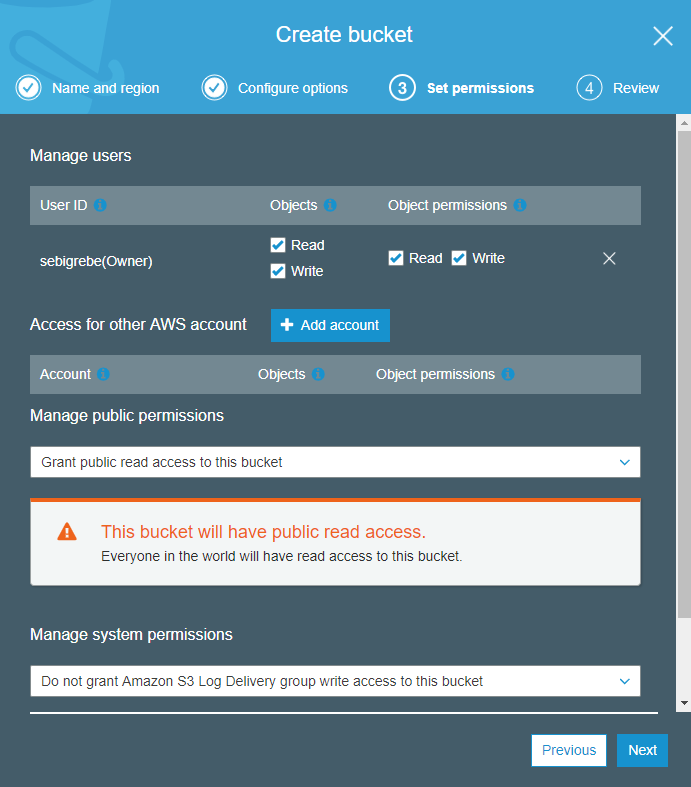 Create bucket
Name and region
Configure options
3 Set permissions
4 Review
Manage users
User ID Objects Object permissions
sebigrebe(Owner)
Read
Write
Read Write
Access for other AWS account
Add account
Account Objects Object permissions
Manage public permissions
Grant public read access to this bucket
This bucket will have public read access.
Everyone in the world will have read access to this bucket.
Manage system permissions
Do not grant Amazon S3 Log Delivery group write access to this bucket
Previous Next